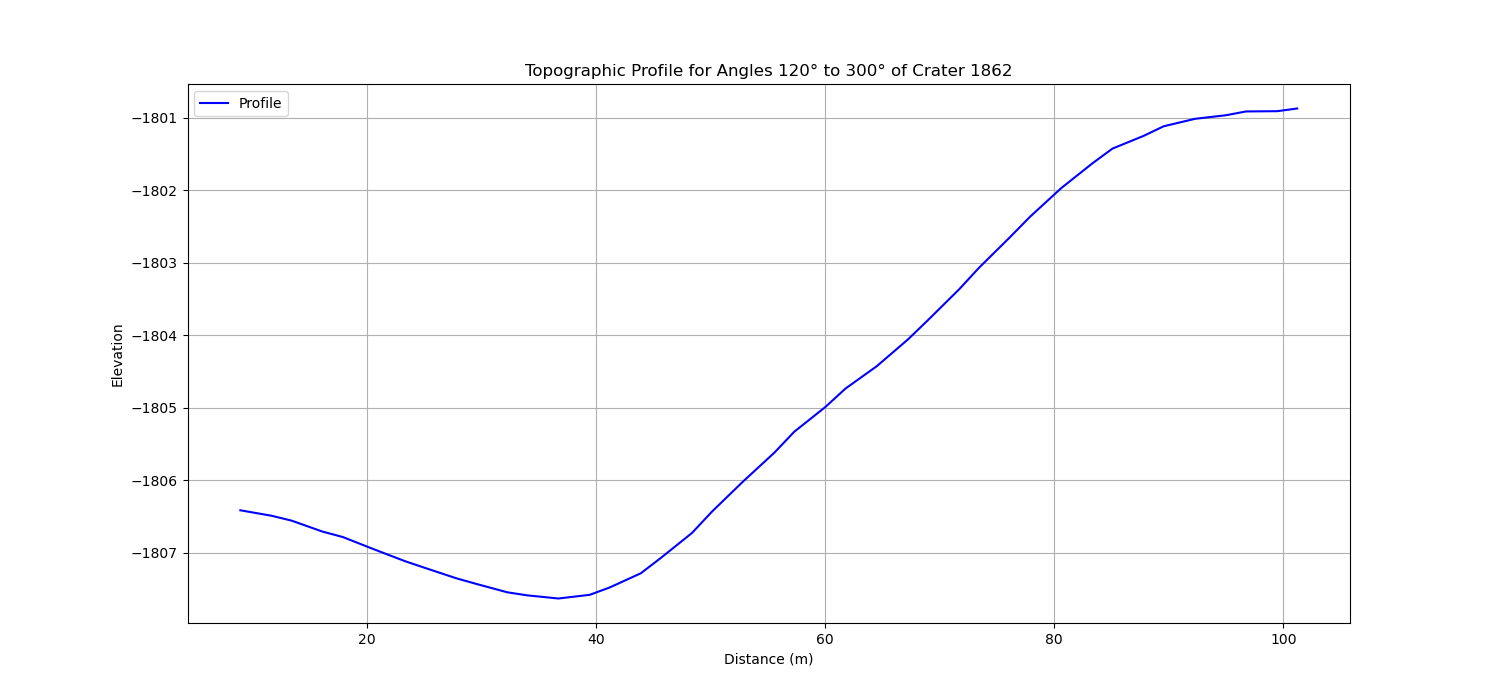 Topographic Profile for Angles 120° to 300° of Crater 1862
Profile
−1801
−1802
−1803
−1804
−1805
−1806
−1807
Elevation
20 40 60 80 100
Distance (m)